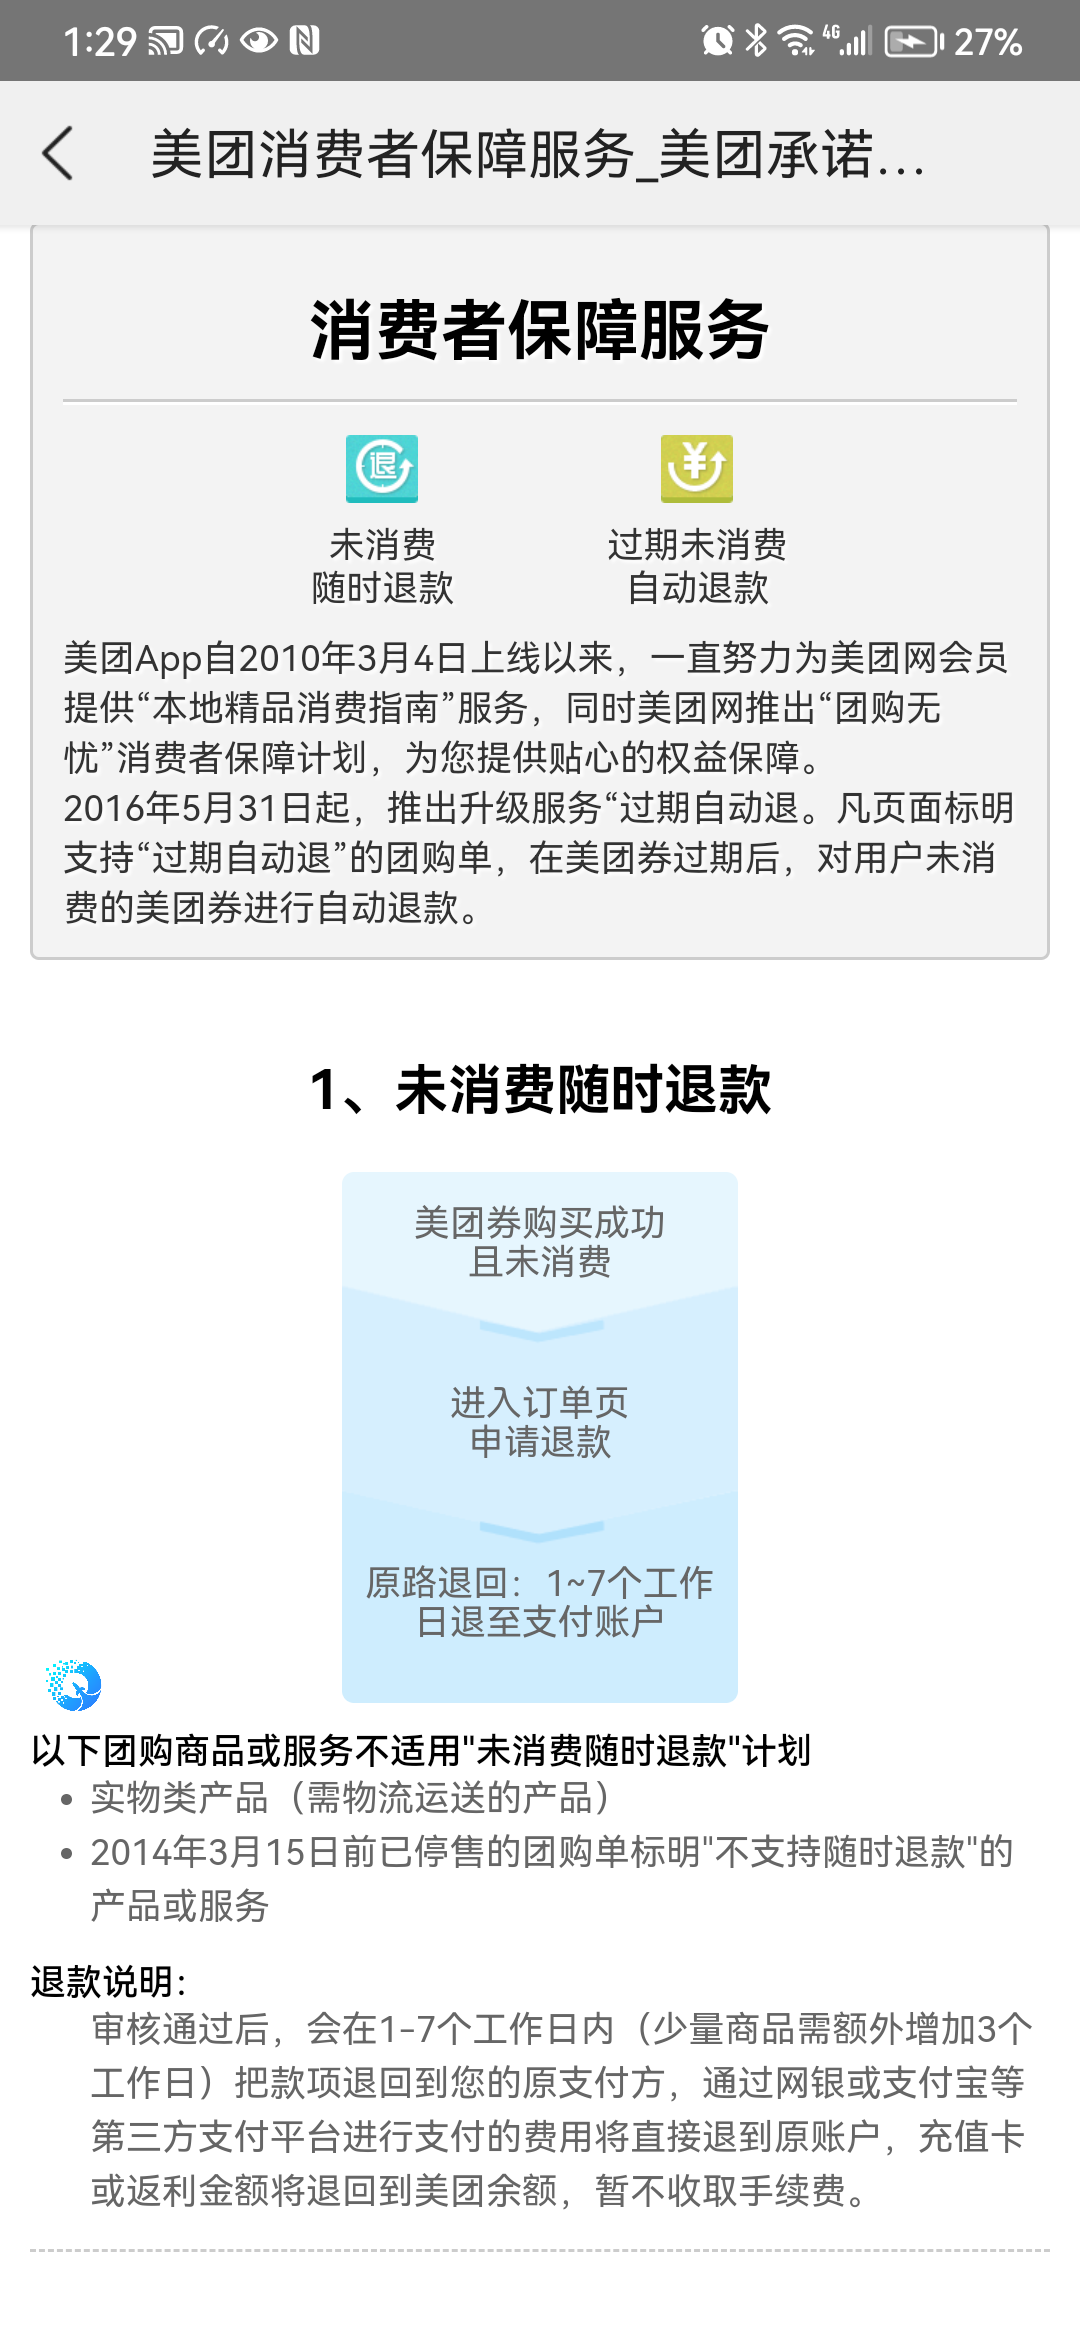 1:29
4G
27%
美团消费者保障服务_美团承诺...
消费者保障服务
退
¥
未消费
随时退款
过期未消费
自动退款
美团App自2010年3月4日上线以来，一直努力为美团网会员
提供“本地精品消费指南”服务，同时美团网推出“团购无
忧”消费者保障计划，为您提供贴心的权益保障。
2016年5月31日起，推出升级服务“过期自动退。凡页面标明
支持“过期自动退”的团购单，在美团券过期后，对用户未消
费的美团券进行自动退款。
1、未消费随时退款
美团券购买成功
且未消费
进入订单页
申请退款
原路退回：1~7个工作
日退至支付账户
以下团购商品或服务不适用"未消费随时退款"计划
• 实物类产品（需物流运送的产品）
• 2014年3月15日前已停售的团购单标明"不支持随时退款"的
产品或服务
退款说明：
审核通过后，会在1-7个工作日内（少量商品需额外增加3个
工作日）把款项退回到您的原支付方，通过网银或支付宝等
第三方支付平台进行支付的费用将直接退到原账户，充值卡
或返利金额将退回到美团余额，暂不收取手续费。